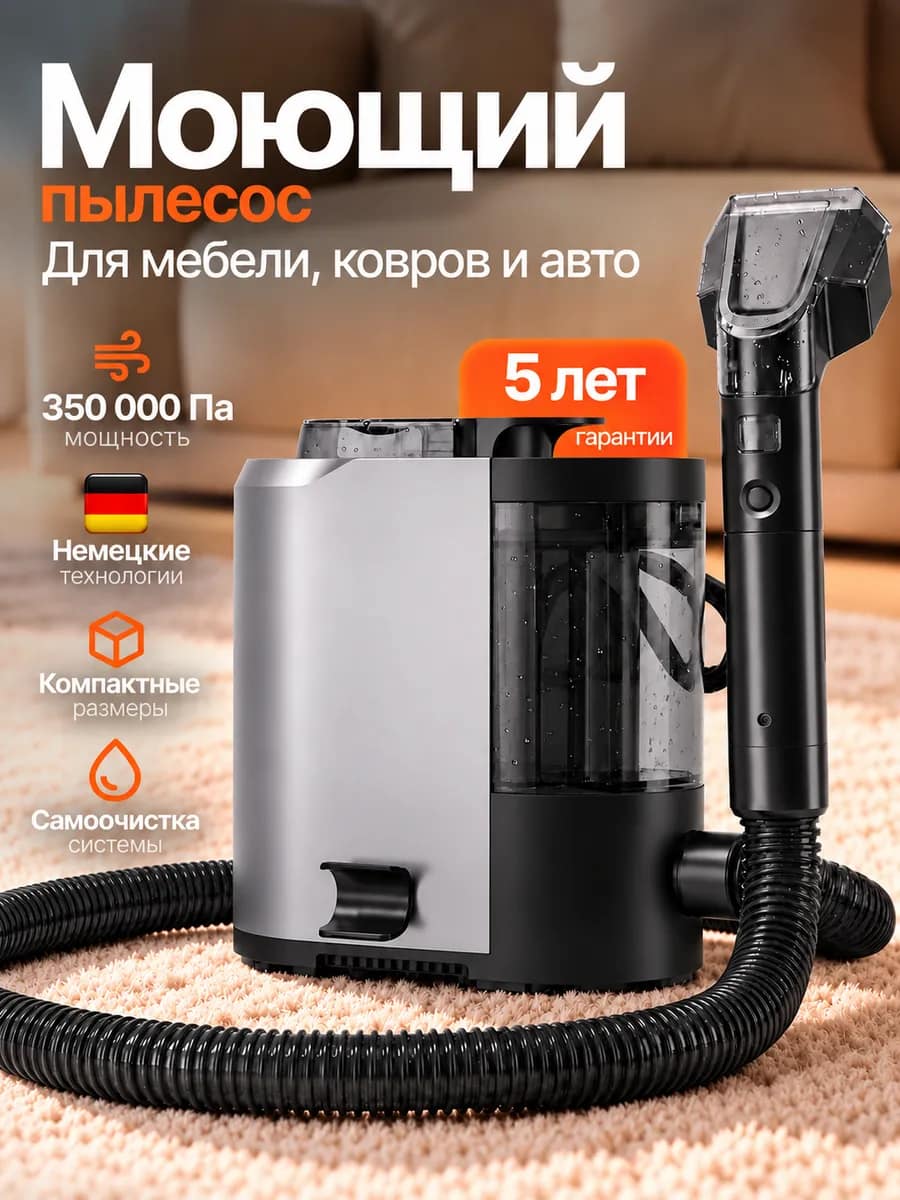 Моющий
пылесос
Для мебели, ковров и авто
350 000 Па
мощность
5 лет
гарантии
Немецкие
технологии
Компактные
размеры
Самоочистка
системы